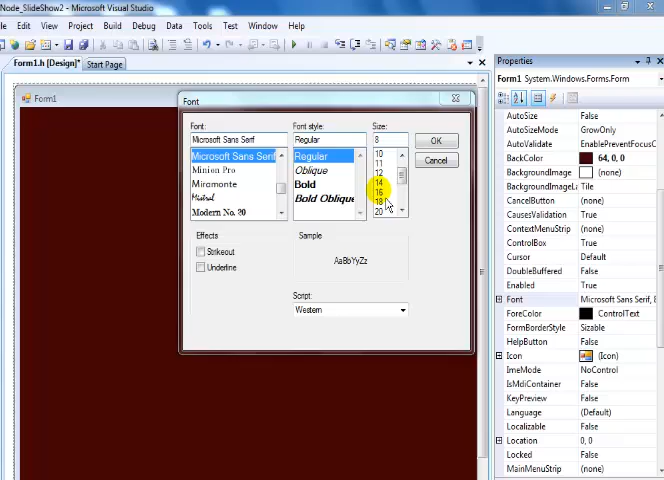 Node_SlideShow2 - Microsoft Visual Studio
Edit View Project Build Debug Data Tools Test Window Help
Form1.h [Design]* Start Page
Form1
Font
Font: Font style: Size:
Microsoft Sans Serif Regular 8
OK
Cancel
Microsoft Sans Serif
Minion Pro
Miramonte
Mistral
Modern No. 20
Regular
Oblique
Bold
Bold Oblique
10
11
12
14
16
18
20
Effects
Strikeout
Underline
Sample
AaBbYyZz
Script:
Western
Properties
Form1 System.Windows.Forms.Form
AutoSize False
AutoSizeMode GrowOnly
AutoValidate EnablePreventFocusC
BackColor 64, 0, 0
BackgroundImage (none)
BackgroundImageLa Tile
CancelButton (none)
CausesValidation True
ContextMenuStrip (none)
ControlBox True
Cursor Default
DoubleBuffered False
Enabled True
Font Microsoft Sans Serif, 8
ForeColor ControlText
FormBorderStyle Sizable
HelpButton False
Icon (Icon)
ImeMode NoControl
IsMdiContainer False
KeyPreview False
Language (Default)
Localizable False
Location 0, 0
Locked False
MainMenuStrip (none)